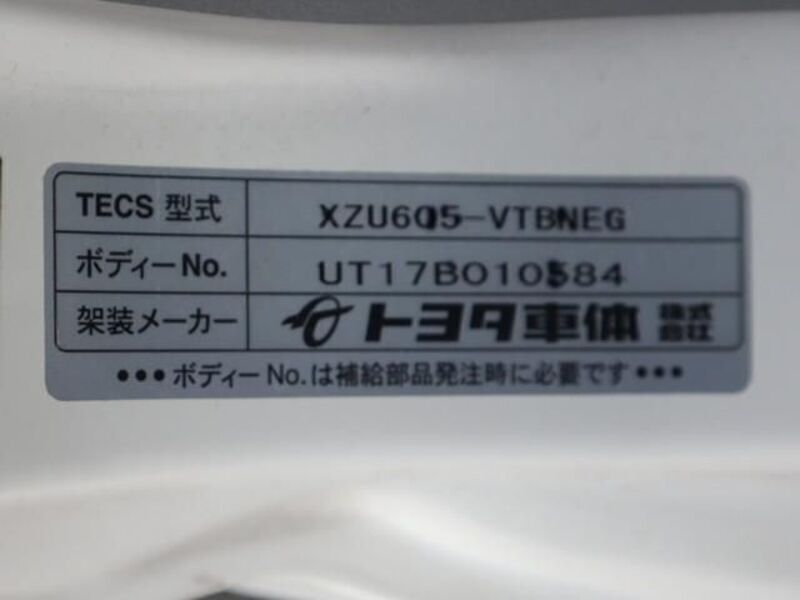 TECS 型式 XZU605-VTBNEG
ボディーNo. UT17B010584
架装メーカー トヨタ車体 株式会社
•••ボディーNo.は補給部品発注時に必要です•••